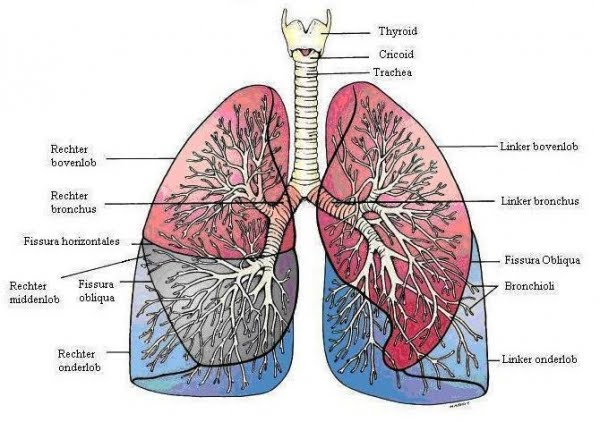 Thyroid
Cricoid
Trachea
Rechter
bovenlob
Linker bovenlob
Rechter
bronchus
Linker bronchus
Fissura horizontales
Fissura Obliqua
Rechter
middenlob
Fissura
obliqua
Bronchioli
Rechter
onderlob
Linker onderlob